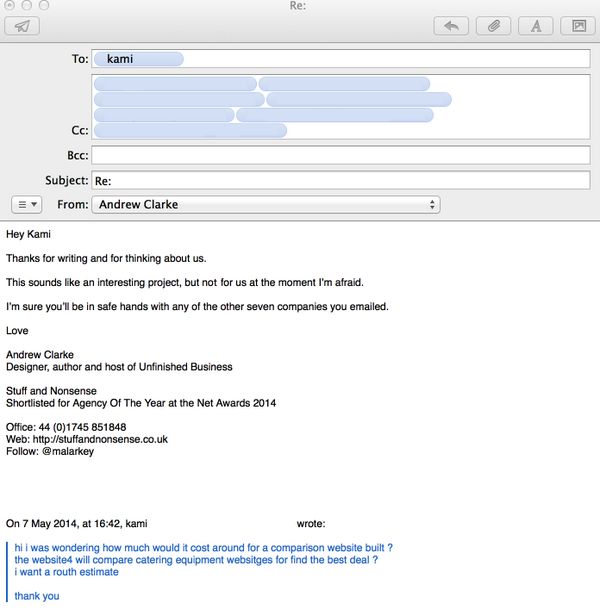 Re:
To: kami
Cc:
Bcc:
Subject: Re:
From: Andrew Clarke
Hey Kami
Thanks for writing and for thinking about us.
This sounds like an interesting project, but not for us at the moment I'm afraid.
I'm sure you'll be in safe hands with any of the other seven companies you emailed.
Love
Andrew Clarke
Designer, author and host of Unfinished Business
Stuff and Nonsense
Shortlisted for Agency Of The Year at the Net Awards 2014
Office: 44 (0)1745 851848
Web: http://stuffandnonsense.co.uk
Follow: @malarkey
On 7 May 2014, at 16:42, kami wrote:
hi i was wondering how much would it cost around for a comparison website built ?
the website4 will compare catering equipment websitges for find the best deal ?
i want a routh estimate
thank you